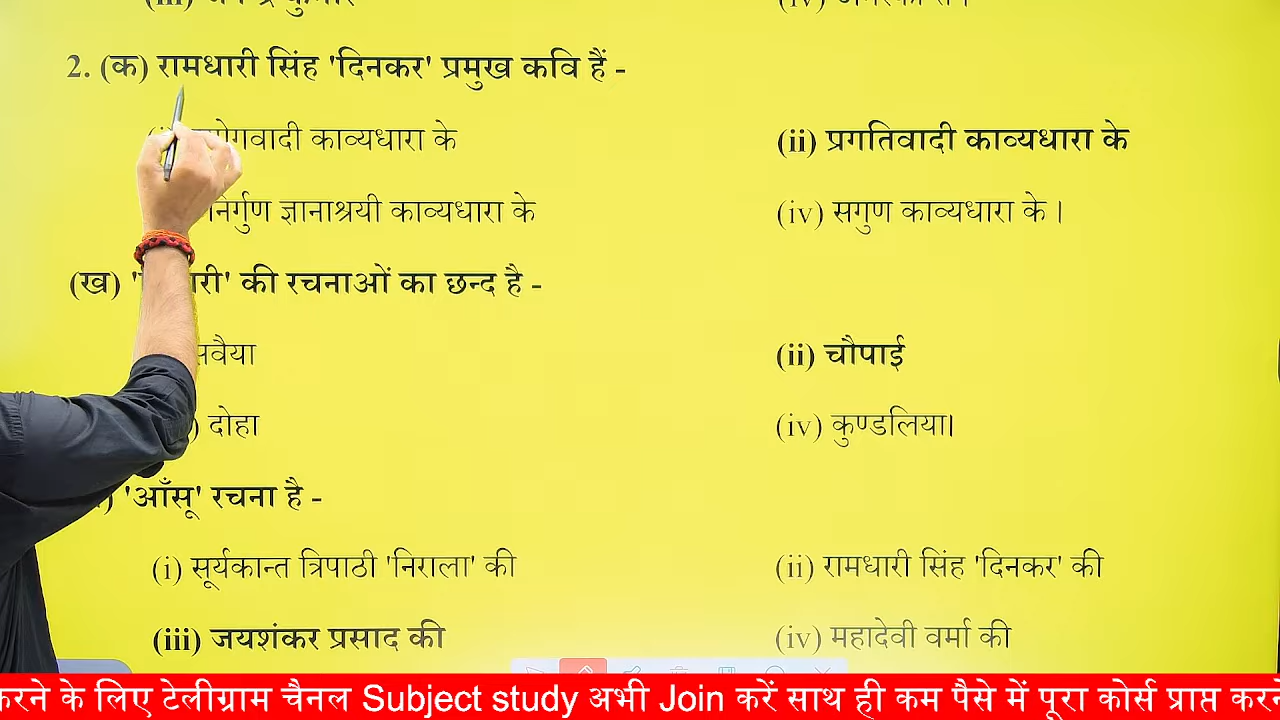 2. (क) रामधारी सिंह 'दिनकर' प्रमुख कवि हैं -
काव्यधारा के
(ii) प्रगतिवादी काव्यधारा के
निर्गुण ज्ञानाश्रयी काव्यधारा के
(iv) सगुण काव्यधारा के ।
(ख) की रचनाओं का छन्द है -
सवैया
(ii) चौपाई
दोहा
(iv) कुण्डलिया।
'आँसू' रचना है -
(i) सूर्यकान्त त्रिपाठी 'निराला' की
(ii) रामधारी सिंह 'दिनकर' की
(iii) जयशंकर प्रसाद की
(iv) महादेवी वर्मा की
करने के लिए टेलीग्राम चैनल Subject study अभी Join करें साथ ही कम पैसे में पूरा कोर्स प्राप्त करने